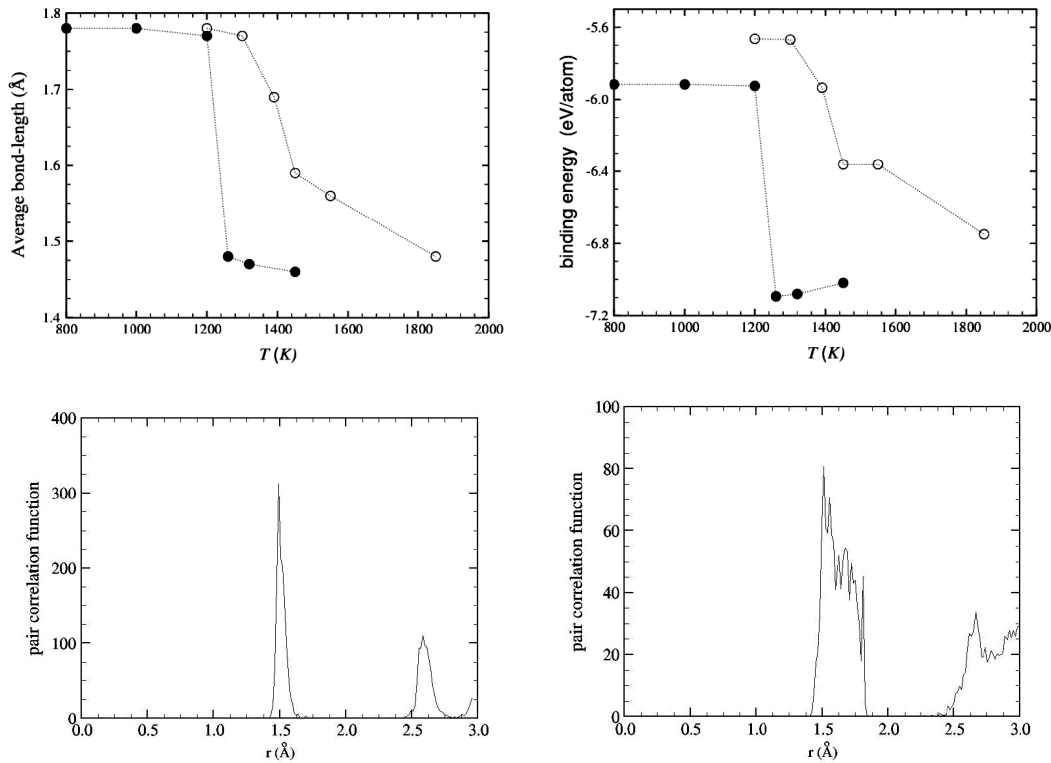 1.8
1.7
1.6
1.5
1.4
Average bond-length (Å)
800 1000 1200 1400 1600 1800 2000
T (K)
-5.6
-6.0
-6.4
-6.8
-7.2
binding energy (eV/atom)
800 1000 1200 1400 1600 1800 2000
T (K)
400
300
200
100
0
pair correlation function
0.0 0.5 1.0 1.5 2.0 2.5 3.0
r (Å)
100
80
60
40
20
0
pair correlation function
0.0 0.5 1.0 1.5 2.0 2.5 3.0
r (Å)